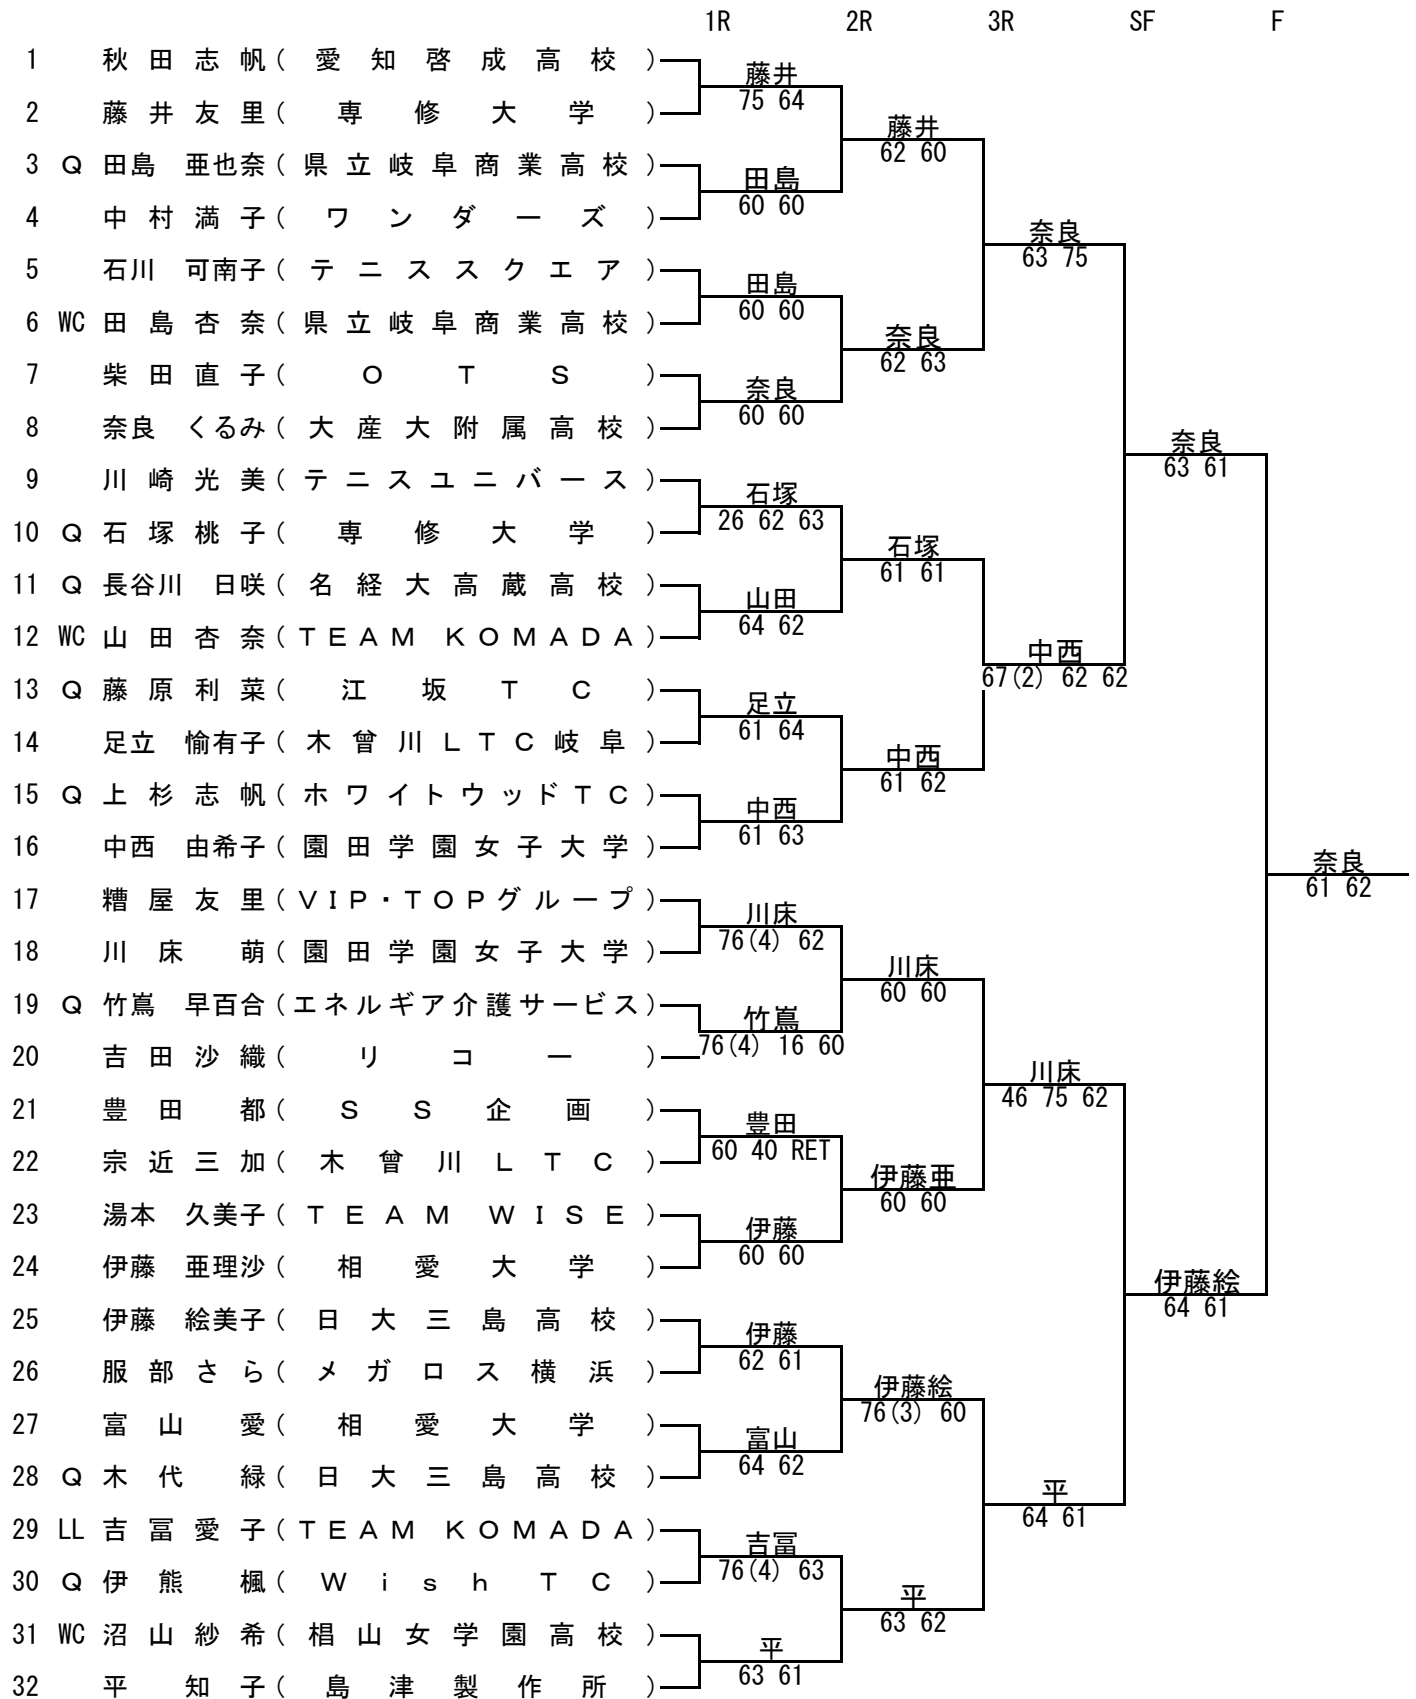 1R 2R 3R SF F
1 秋田志帆(愛知啓成高校)
藤井
75 64
2 藤井友里(専修大学)
藤井
62 60
3 Q 田島 亜也奈(県立岐阜商業高校)
田島
60 60
4 中村満子(ワンダーズ)
奈良
63 75
5 石川 可南子(テニススクエア)
田島
60 60
6 WC 田島杏奈(県立岐阜商業高校)
奈良
62 63
7 柴田直子(OTS)
奈良
60 60
8 奈良 くるみ(大産大附属高校)
奈良
63 61
9 川崎光美(テニスユニバース)
石塚
26 62 63
10 Q 石塚桃子(専修大学)
石塚
61 61
11 Q 長谷川 日咲(名経大高蔵高校)
山田
64 62
12 WC 山田杏奈(TEAM KOMADA)
中西
67(2) 62 62
13 Q 藤原利菜(江坂TC)
足立
61 64
14 足立 愉有子(木曾川LTC岐阜)
中西
61 62
15 Q 上杉志帆(ホワイトウッドTC)
中西
61 63
16 中西 由希子(園田学園女子大学)
奈良
61 62
17 糟屋友里(VIP・TOPグループ)
川床
76(4) 62
18 川床 萌(園田学園女子大学)
川床
60 60
19 Q 竹嶌 早百合(エネルギア介護サービス)
竹嶌
76(4) 16 60
20 吉田沙織(リコー)
川床
46 75 62
21 豊田 都(SS企画)
豊田
60 40 RET
22 宗近三加(木曾川LTC)
伊藤亜
60 60
23 湯本 久美子(TEAM WISE)
伊藤
60 60
24 伊藤 亜理沙(相愛大学)
伊藤絵
64 61
25 伊藤 絵美子(日大三島高校)
伊藤
62 61
26 服部さら(メガロス横浜)
伊藤絵
76(3) 60
27 富山 愛(相愛大学)
富山
64 62
28 Q 木代 緑(日大三島高校)
平
64 61
29 LL 吉冨愛子(TEAM KOMADA)
吉冨
76(4) 63
30 Q 伊熊 楓(Wish TC)
平
63 62
31 WC 沼山紗希(椙山女学園高校)
平
63 61
32 平 知子(島津製作所)